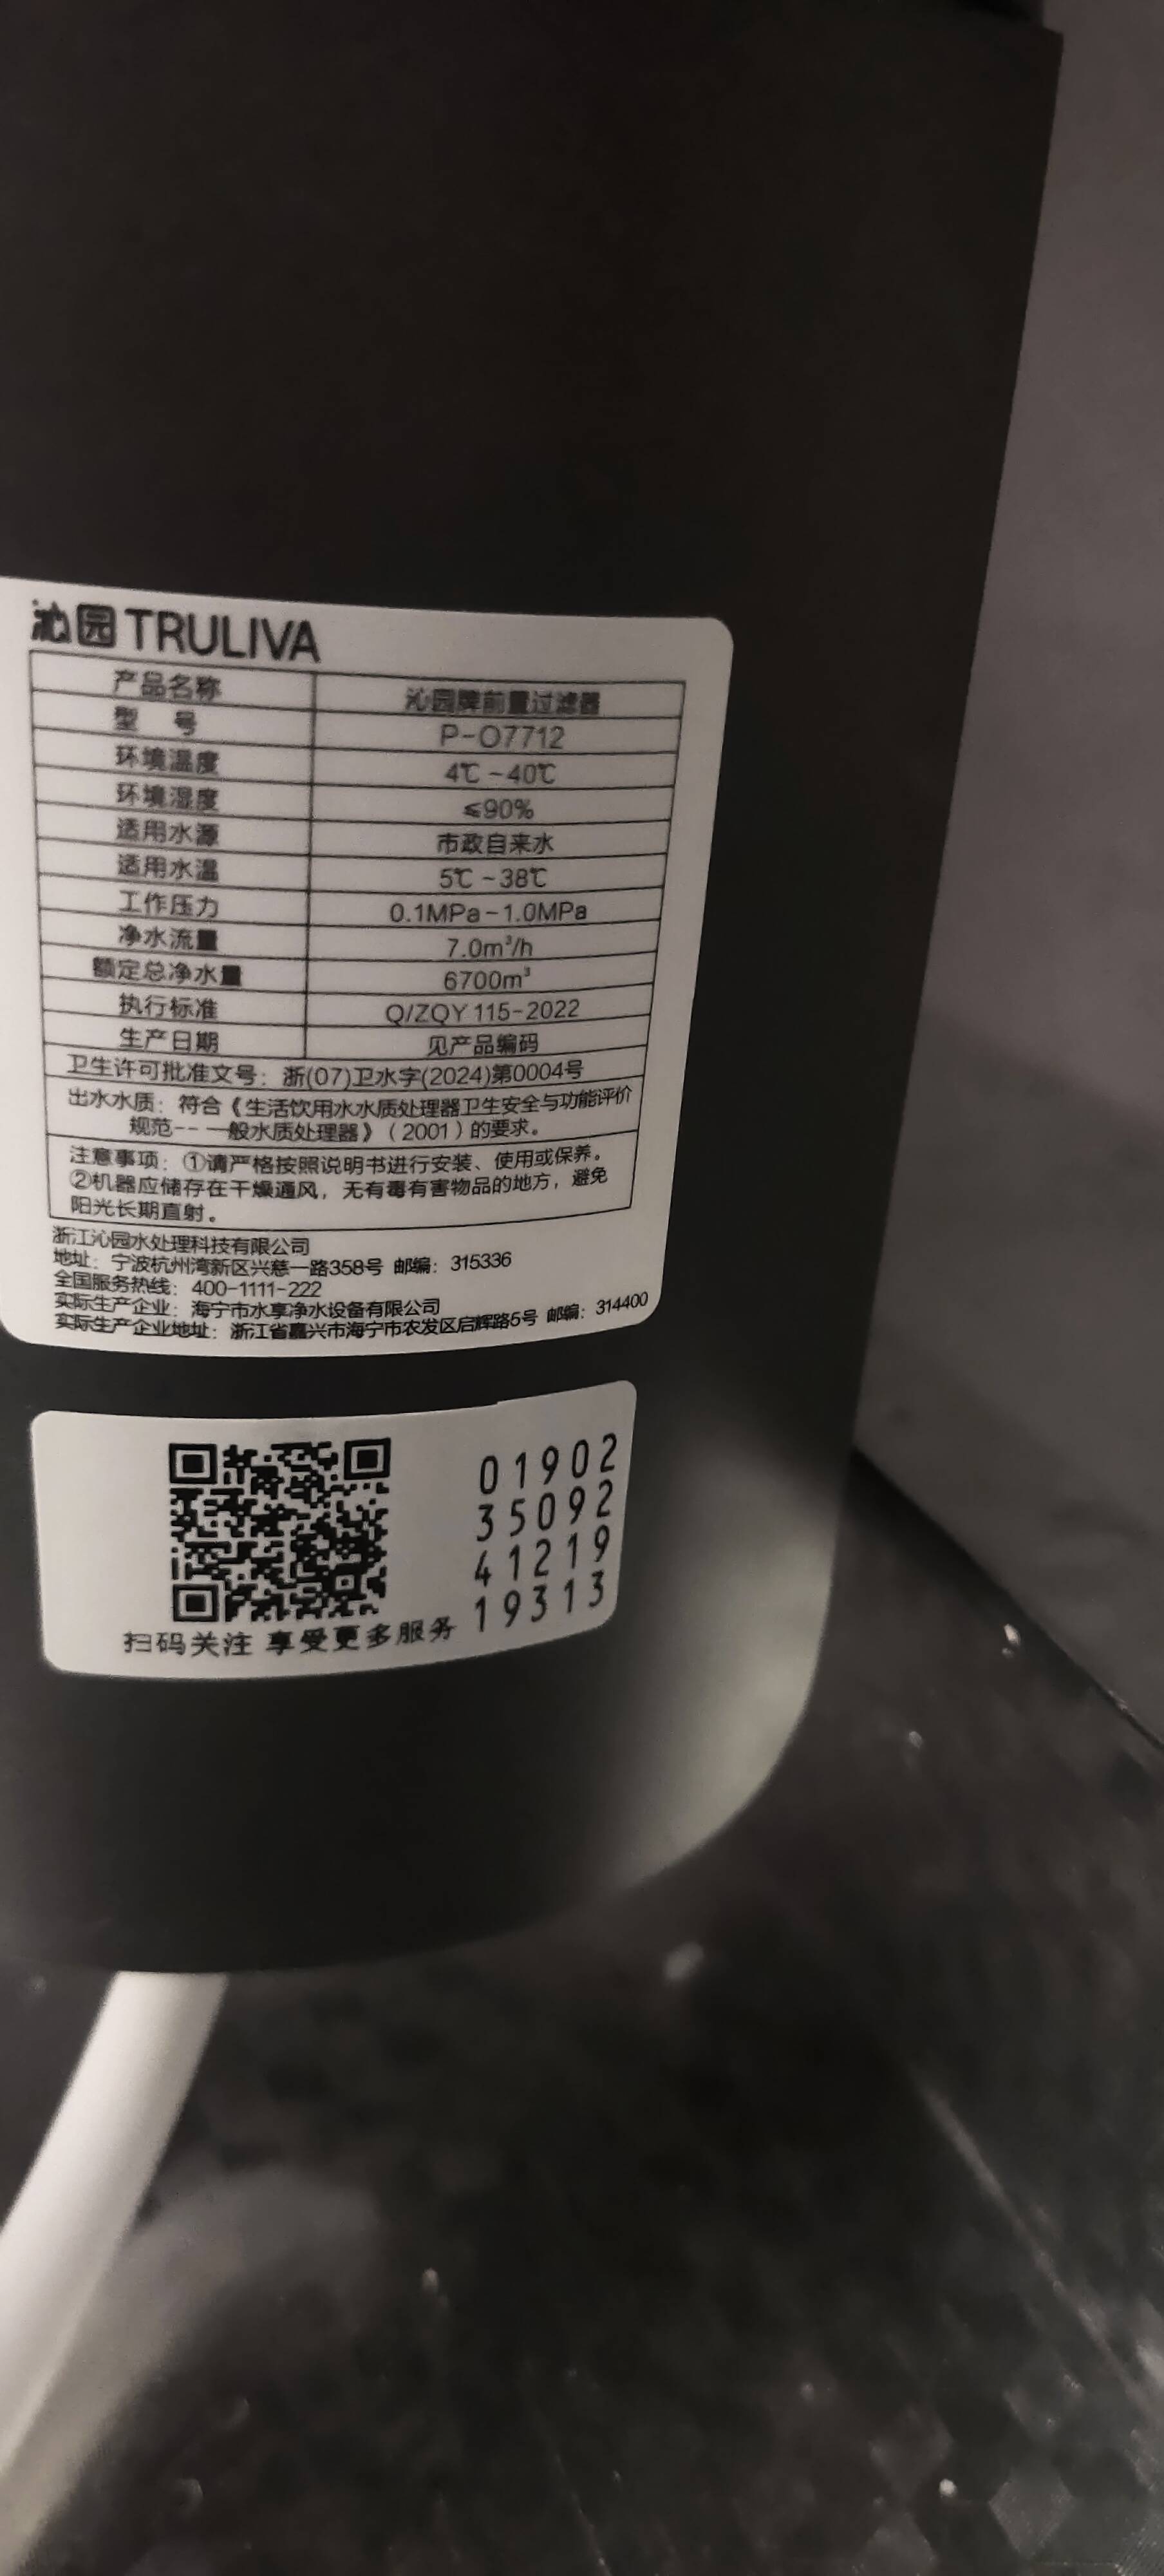 沁园 TRULIVA
产品名称 沁园牌前置过滤器
型 号 P-O7712
环境温度 4℃~40℃
环境湿度 ≤90%
适用水源 市政自来水
适用水温 5℃~38℃
工作压力 0.1MPa-1.0MPa
净水流量 7.0m³/h
额定总净水量 6700m³
执行标准 Q/ZQY 115-2022
生产日期 见产品编码
卫生许可批准文号：浙(07)卫水字(2024)第0004号
出水水质：符合《生活饮用水水质处理器卫生安全与功能评价
规范-- 一般水质处理器》（2001）的要求。
注意事项：①请严格按照说明书进行安装、使用或保养。
②机器应储存在干燥通风，无有毒有害物品的地方，避免
阳光长期直射。
浙江沁园水处理科技有限公司
地址：宁波杭州湾新区兴慈一路358号 邮编：315336
全国服务热线：400-1111-222
实际生产企业：海宁市水享净水设备有限公司
实际生产企业地址：浙江省嘉兴市海宁市农发区启辉路5号 邮编：314400
01902
35092
41219
19313
扫码关注 享受更多服务